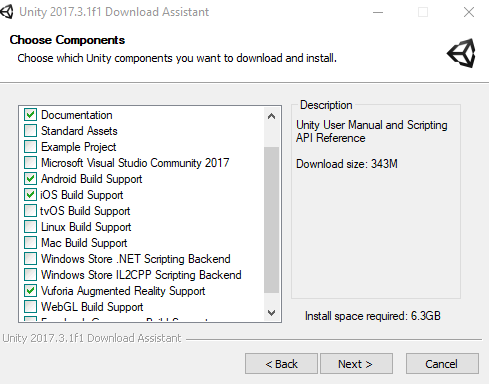 Unity 2017.3.1f1 Download Assistant
Choose Components
Choose which Unity components you want to download and install.
Documentation
Standard Assets
Example Project
Microsoft Visual Studio Community 2017
Android Build Support
iOS Build Support
tvOS Build Support
Linux Build Support
Mac Build Support
Windows Store .NET Scripting Backend
Windows Store IL2CPP Scripting Backend
Vuforia Augmented Reality Support
WebGL Build Support
Description
Unity User Manual and Scripting
API Reference
Download size: 343M
Install space required: 6.3GB
Unity 2017.3.1f1 Download Assistant
< Back
Next >
Cancel